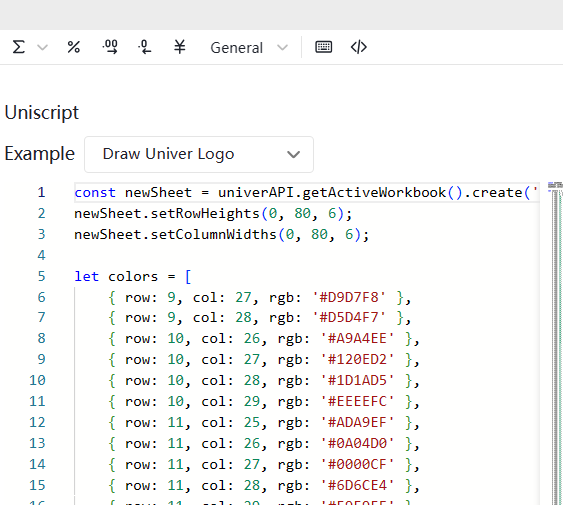 Σ % .00 .0 ¥ General </>
Uniscript
Example Draw Univer Logo
1 const newSheet = univerAPI.getActiveWorkbook().create('
2 newSheet.setRowHeights(0, 80, 6);
3 newSheet.setColumnWidths(0, 80, 6);
4
5 let colors = [
6 { row: 9, col: 27, rgb: '#D9D7F8' },
7 { row: 9, col: 28, rgb: '#D5D4F7' },
8 { row: 10, col: 26, rgb: '#A9A4EE' },
9 { row: 10, col: 27, rgb: '#120ED2' },
10 { row: 10, col: 28, rgb: '#1D1AD5' },
11 { row: 10, col: 29, rgb: '#EEEEFC' },
12 { row: 11, col: 25, rgb: '#ADA9EF' },
13 { row: 11, col: 26, rgb: '#0A04D0' },
14 { row: 11, col: 27, rgb: '#0000CF' },
15 { row: 11, col: 28, rgb: '#6D6CE4' },